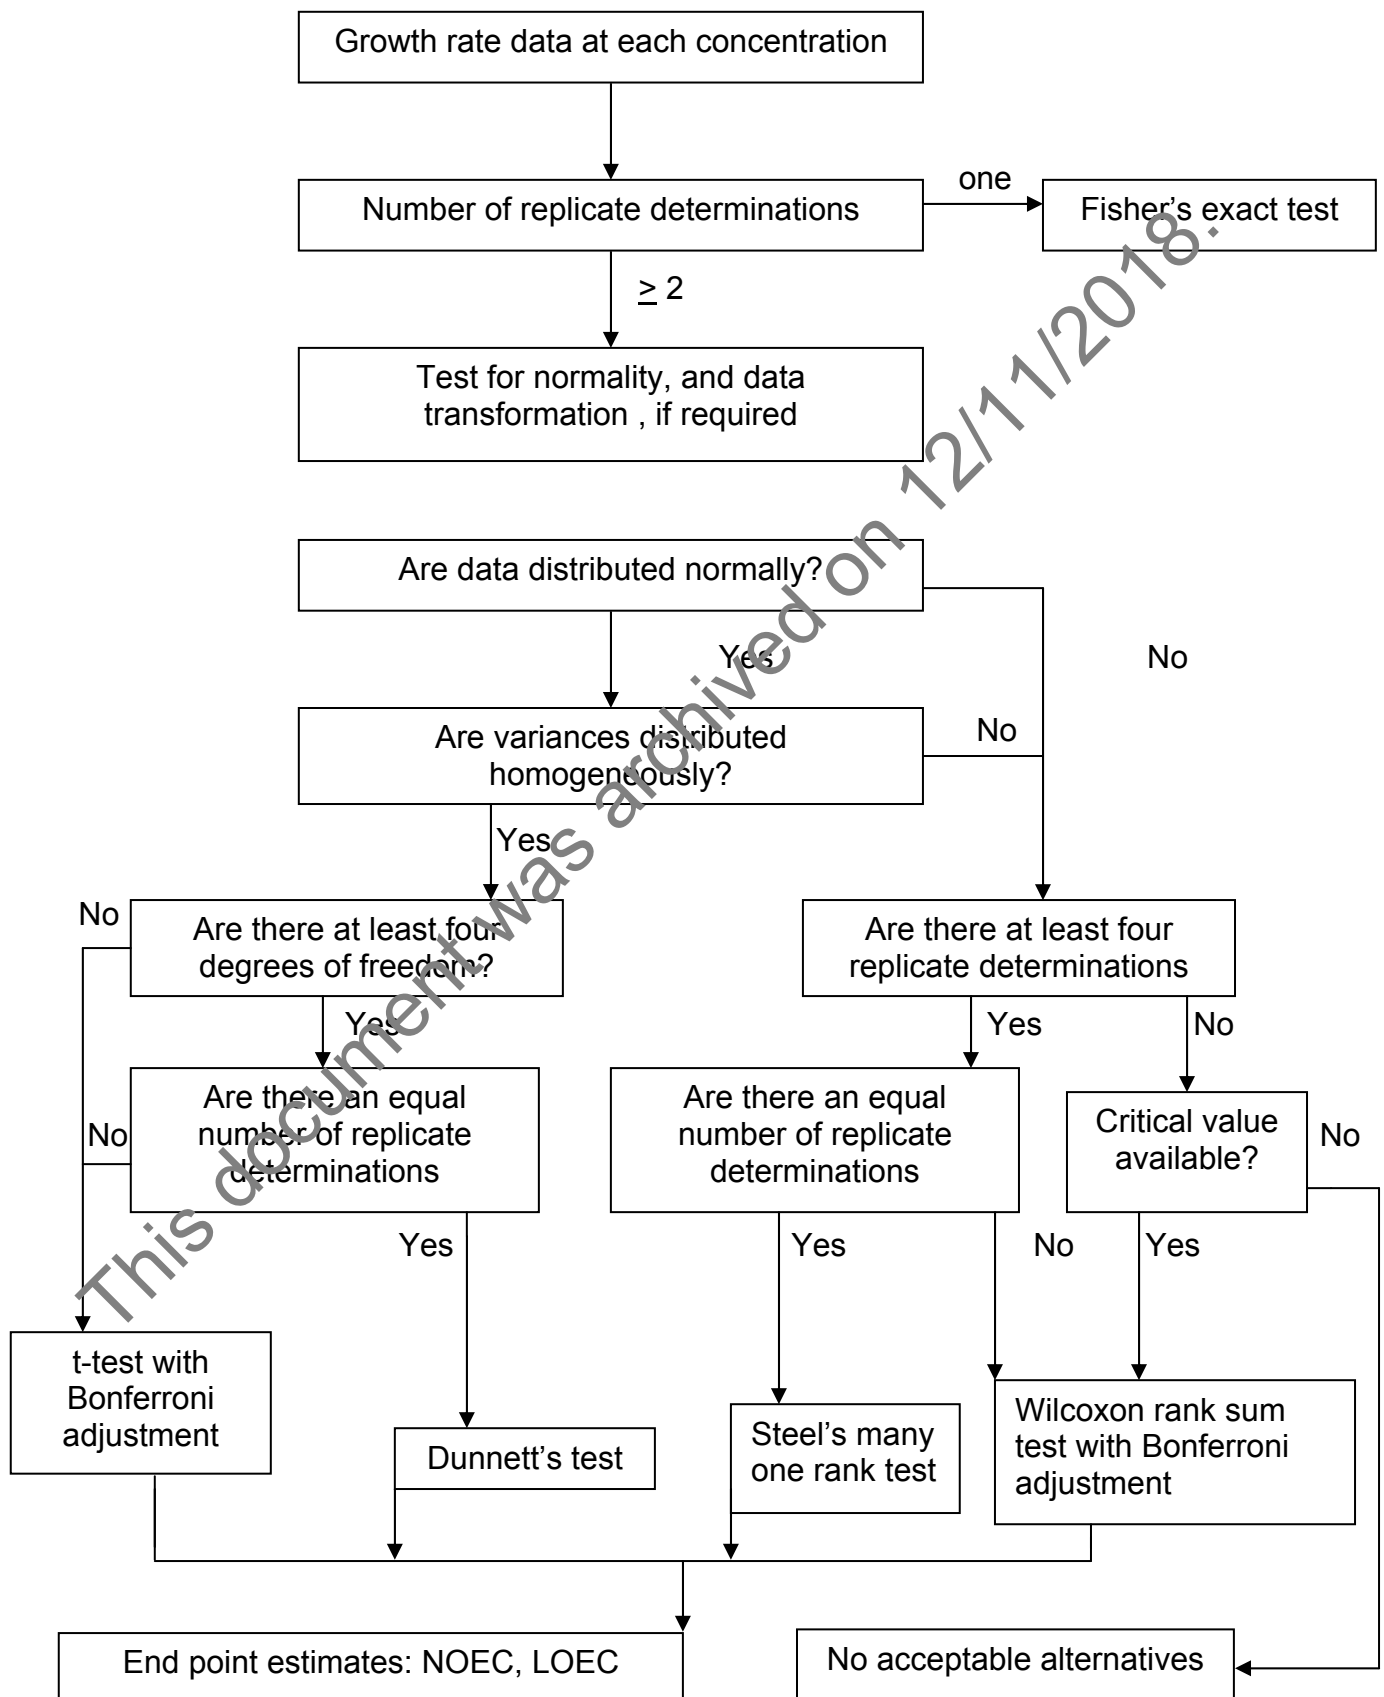 Growth rate data at each concentration
Number of replicate determinations
one
Fisher's exact test
≥ 2
Test for normality, and data
transformation , if required
Are data distributed normally?
Yes
No
Are variances distributed
homogeneously?
No
Yes
No
Are there at least four
degrees of freedom?
Are there at least four
replicate determinations
Yes
Yes
No
Are there an equal
number of replicate
determinations
No
Are there an equal
number of replicate
determinations
Critical value
available?
No
Yes
Yes
No
Yes
t-test with
Bonferroni
adjustment
Dunnett's test
Steel's many
one rank test
Wilcoxon rank sum
test with Bonferroni
adjustment
End point estimates: NOEC, LOEC
No acceptable alternatives
This document was archived on 12/11/2018.